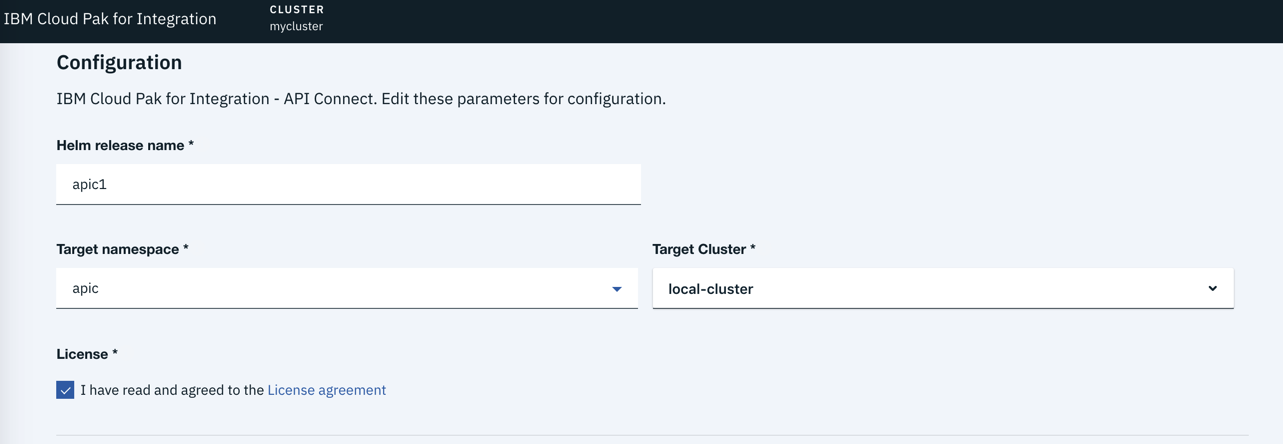 IBM Cloud Pak for Integration
CLUSTER
mycluster
Configuration
IBM Cloud Pak for Integration - API Connect. Edit these parameters for configuration.
Helm release name *
apic1
Target namespace *
Target Cluster *
apic
local-cluster
License *
I have read and agreed to the License agreement